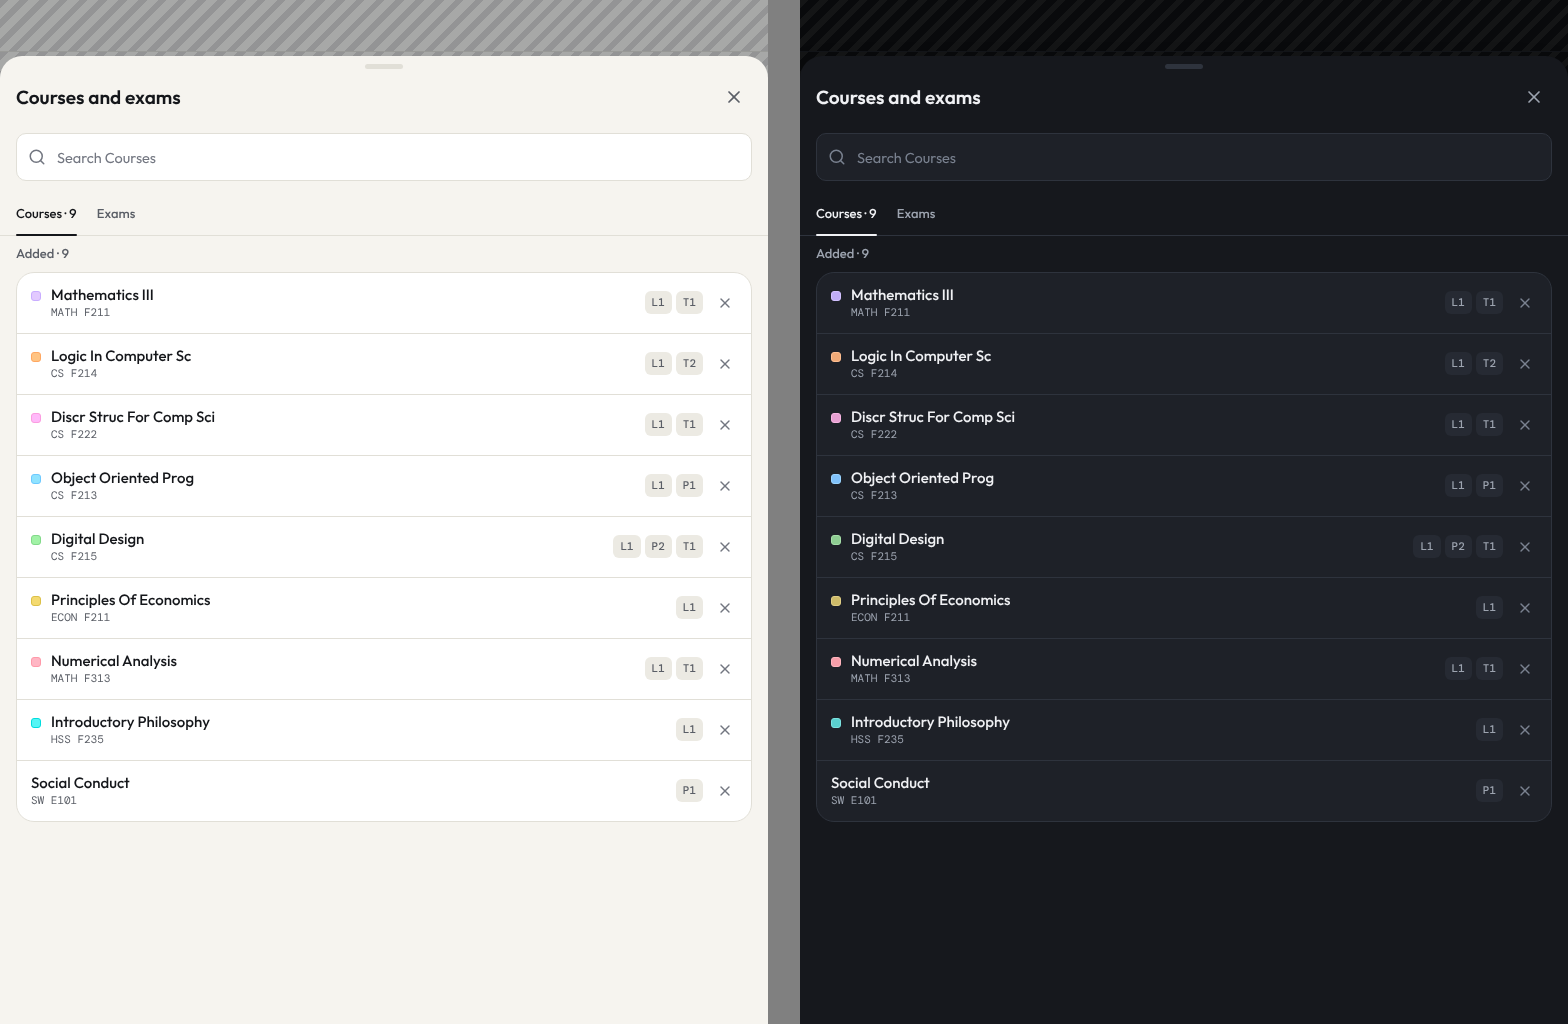 Courses and exams
Search Courses
Courses · 9 Exams
Added · 9
Mathematics III
MATH F211
L1 T1
Logic In Computer Sc
CS F214
L1 T2
Discr Struc For Comp Sci
CS F222
L1 T1
Object Oriented Prog
CS F213
L1 P1
Digital Design
CS F215
L1 P2 T1
Principles Of Economics
ECON F211
L1
Numerical Analysis
MATH F313
L1 T1
Introductory Philosophy
HSS F235
L1
Social Conduct
SW E101
P1
Courses and exams
Search Courses
Courses · 9 Exams
Added · 9
Mathematics III
MATH F211
L1 T1
Logic In Computer Sc
CS F214
L1 T2
Discr Struc For Comp Sci
CS F222
L1 T1
Object Oriented Prog
CS F213
L1 P1
Digital Design
CS F215
L1 P2 T1
Principles Of Economics
ECON F211
L1
Numerical Analysis
MATH F313
L1 T1
Introductory Philosophy
HSS F235
L1
Social Conduct
SW E101
P1